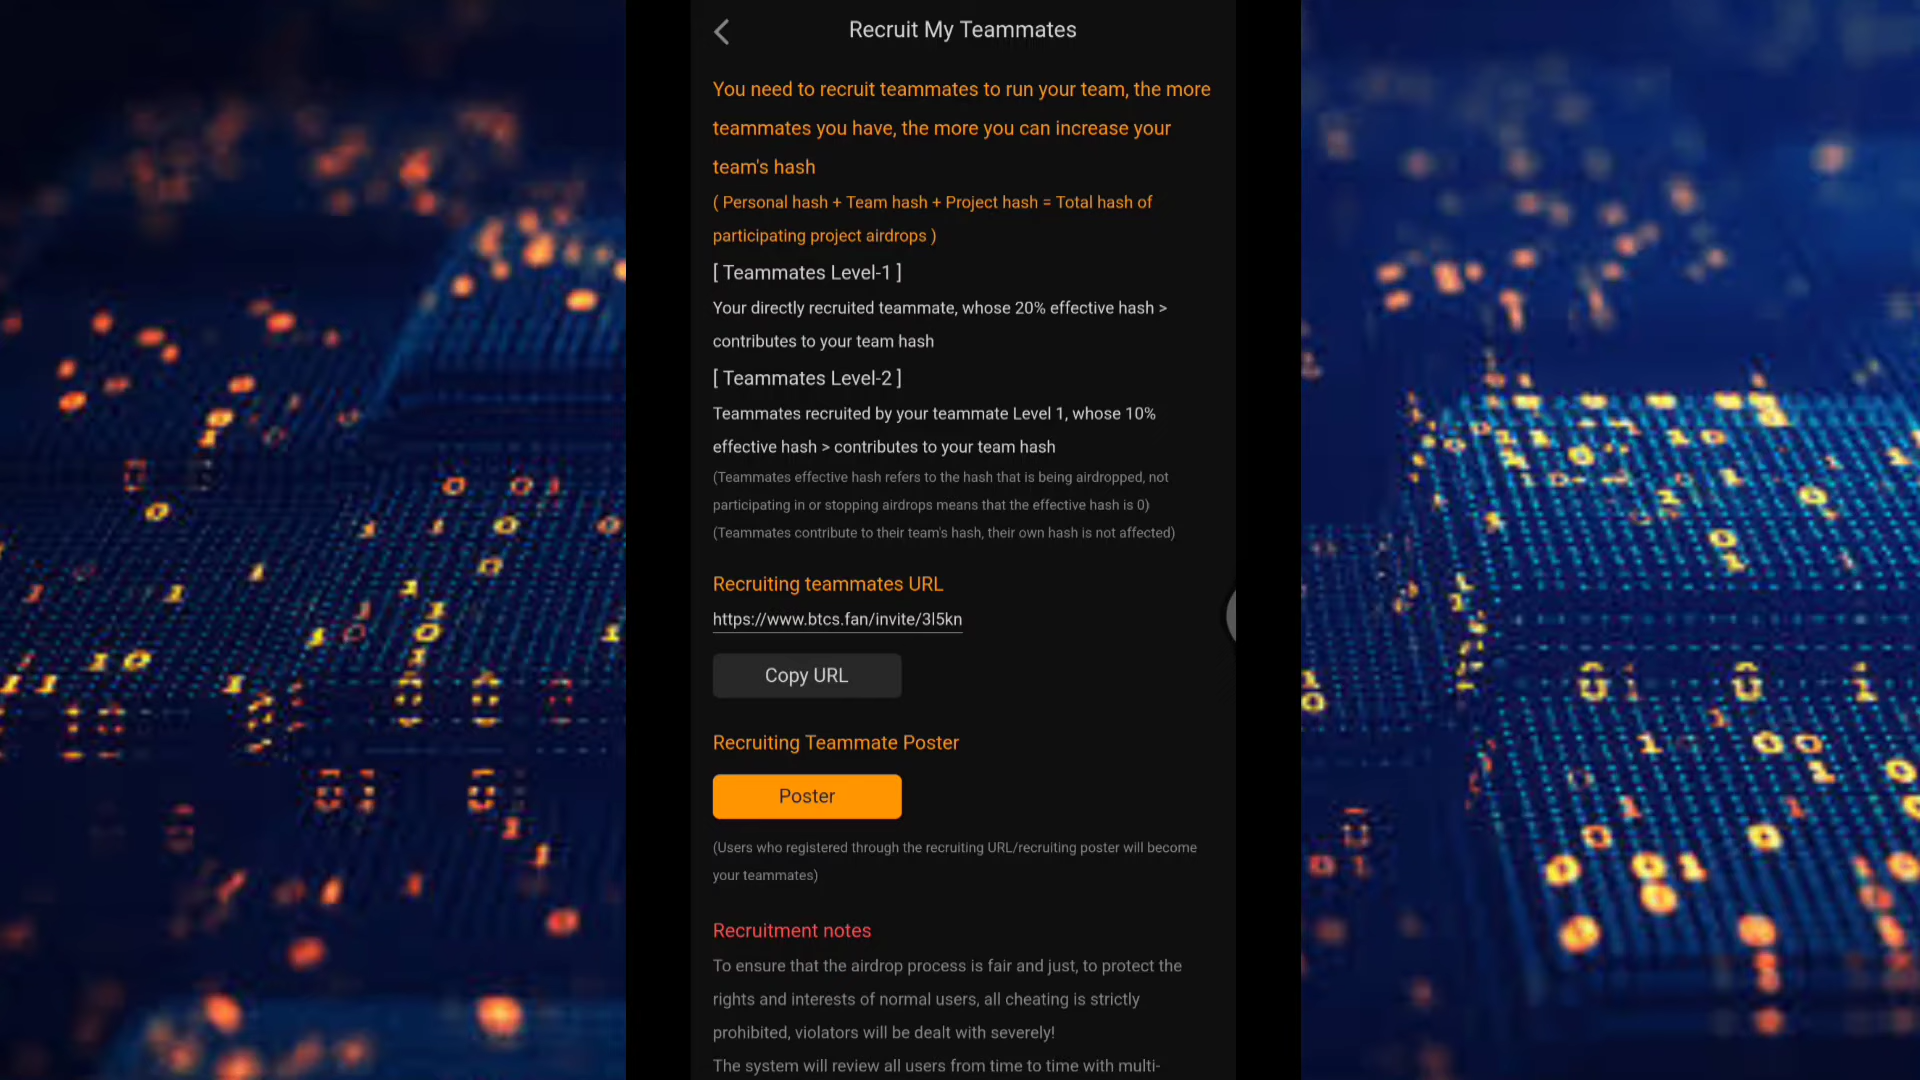 Recruit My Teammates
You need to recruit teammates to run your team, the more
teammates you have, the more you can increase your
team's hash
( Personal hash + Team hash + Project hash = Total hash of
participating project airdrops )
[ Teammates Level-1 ]
Your directly recruited teammate, whose 20% effective hash >
contributes to your team hash
[ Teammates Level-2 ]
Teammates recruited by your teammate Level 1, whose 10%
effective hash > contributes to your team hash
(Teammates effective hash refers to the hash that is being airdropped, not
participating in or stopping airdrops means that the effective hash is 0)
(Teammates contribute to their team's hash, their own hash is not affected)
Recruiting teammates URL
https://www.btcs.fan/invite/3l5kn
Copy URL
Recruiting Teammate Poster
Poster
(Users who registered through the recruiting URL/recruiting poster will become
your teammates)
Recruitment notes
To ensure that the airdrop process is fair and just, to protect the
rights and interests of normal users, all cheating is strictly
prohibited, violators will be dealt with severely!
The system will review all users from time to time with multi-